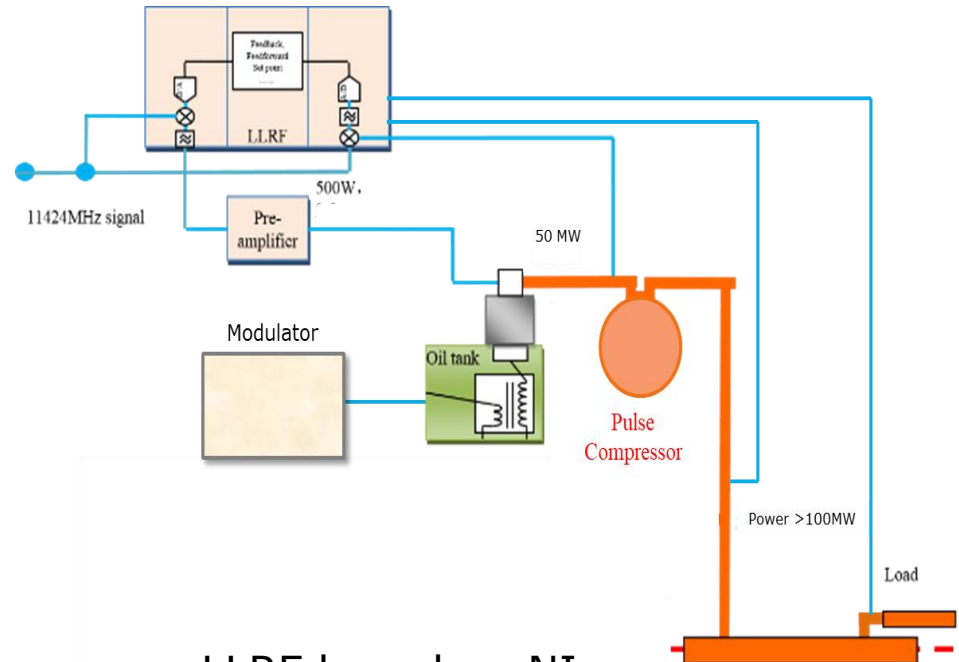 Feedback,
Feedforward
Set point
......
D/A
A/D
LLRF
500W,
11424MHz signal
Pre-
amplifier
50 MW
Modulator
Oil tank
Pulse
Compressor
Power >100MW
Load